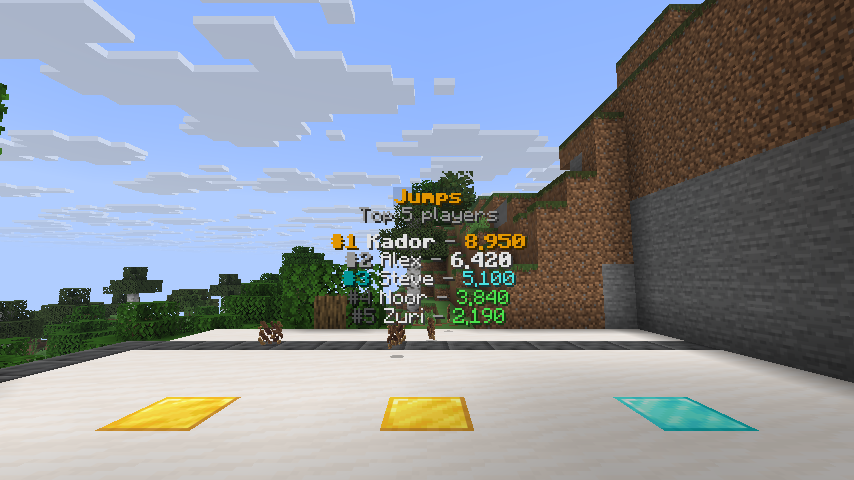 Jumps
Top 5 players
#1 Kador - 8,950
#2 Alex - 6,420
#3 Steve - 5,100
#4 Noor - 3,840
#5 Zuri - 2,190